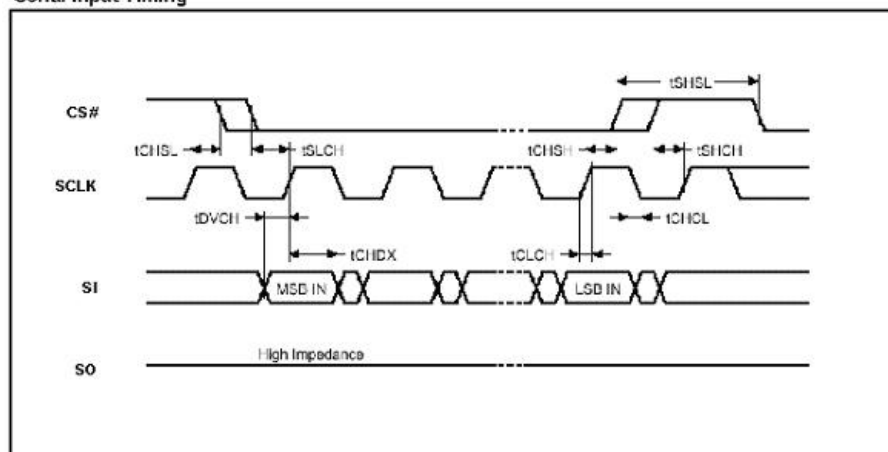 Serial Input Timing
tSHSL
CS#
tCHSL
tSLCH
tCHSH
tSHCH
SCLK
tDVCH
tCHCL
tCHDX
tCLCH
SI
MSB IN
LSB IN
High Impedance
SO